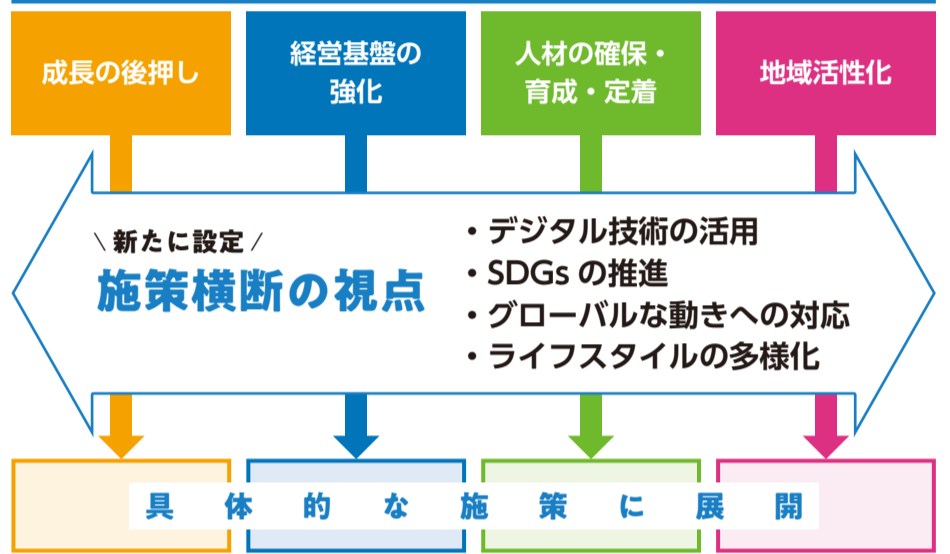 成長の後押し
経営基盤の
強化
人材の確保・
育成・定着
地域活性化
\ 新たに設定 /
施策横断の視点
・デジタル技術の活用
・SDGs の推進
・グローバルな動きへの対応
・ライフスタイルの多様化
具体的な施策に展開